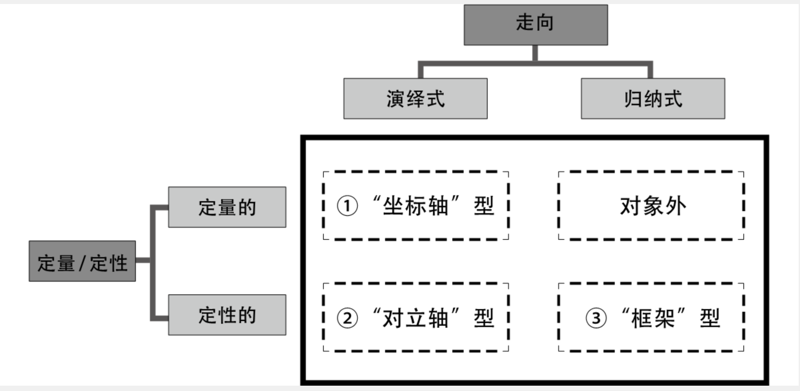 走向
演绎式
归纳式
定量的
①“坐标轴”型
对象外
定量/定性
定性的
②“对立轴”型
③“框架”型